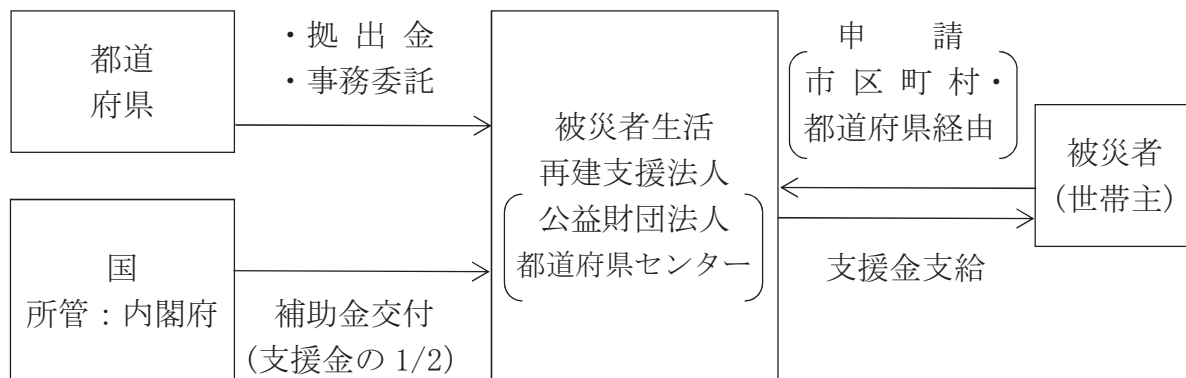 都道
府県
・拠 出 金
・事務委託
国
所管：内閣府
補助金交付
(支援金の 1/2)
被災者生活
再建支援法人
公益財団法人
都道府県センター
申　　請
市 区 町 村・
都道府県経由
支援金支給
被災者
(世帯主)